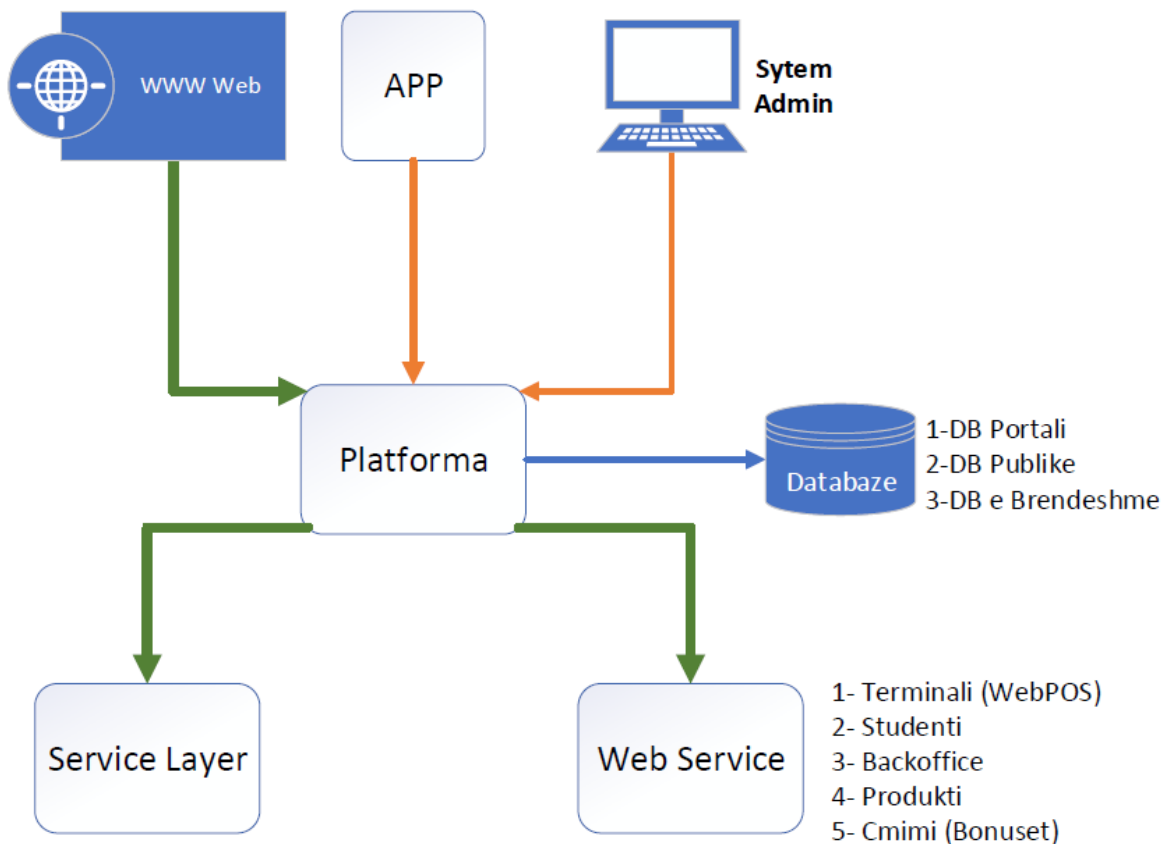 WWW Web
APP
Sytem
Admin
Platforma
Databaze
1-DB Portali
2-DB Publike
3-DB e Brendeshme
Service Layer
Web Service
1- Terminali (WebPOS)
2- Studenti
3- Backoffice
4- Produkti
5- Cmimi (Bonuset)